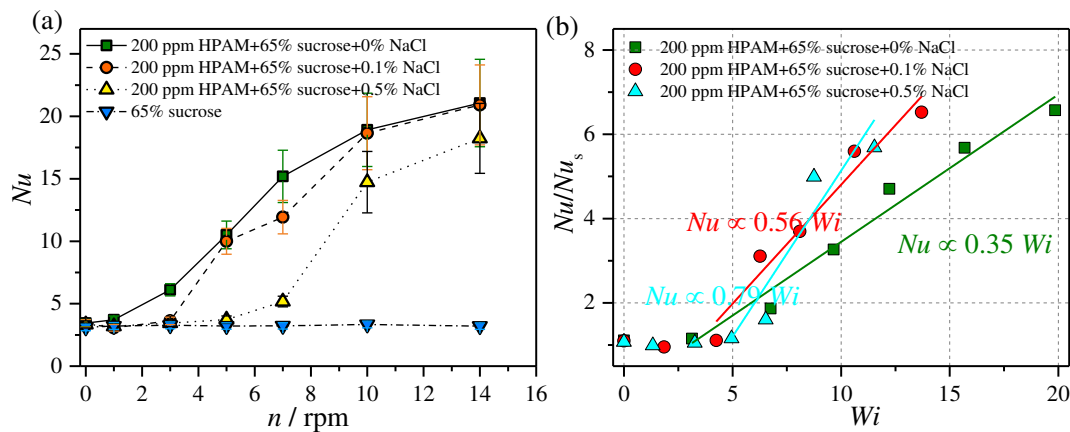 (a)
200 ppm HPAM+65% sucrose+0% NaCl
200 ppm HPAM+65% sucrose+0.1% NaCl
200 ppm HPAM+65% sucrose+0.5% NaCl
65% sucrose
Nu
25
20
15
10
5
0
0 2 4 6 8 10 12 14 16
n / rpm
(b)
200 ppm HPAM+65% sucrose+0% NaCl
200 ppm HPAM+65% sucrose+0.1% NaCl
200 ppm HPAM+65% sucrose+0.5% NaCl
Nu/Nuₛ
8
6
4
2
Nu ∝ 0.56 Wi
Nu ∝ 0.35 Wi
Nu ∝ 0.79 Wi
0 5 10 15 20
Wi